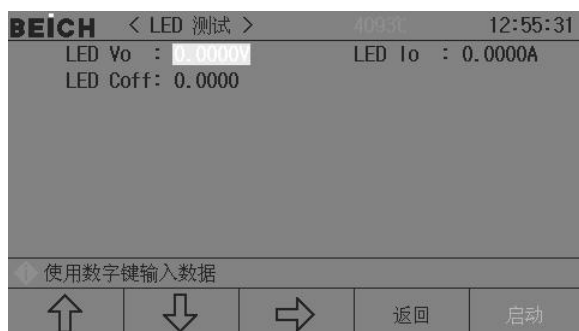 BEICH < LED 测试 > 4093C 12:55:31
LED Vo : 0.0000V LED Io : 0.0000A
LED Coff: 0.0000
使用数字键输入数据
返回 启动